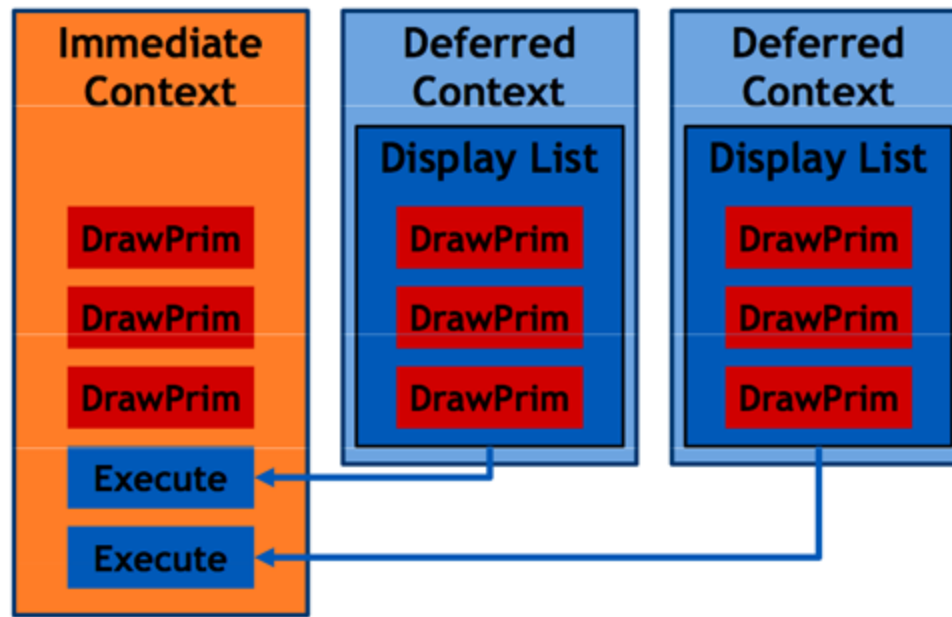 Immediate
Context
DrawPrim
DrawPrim
DrawPrim
Execute
Execute
Deferred
Context
Display List
DrawPrim
DrawPrim
DrawPrim
Deferred
Context
Display List
DrawPrim
DrawPrim
DrawPrim